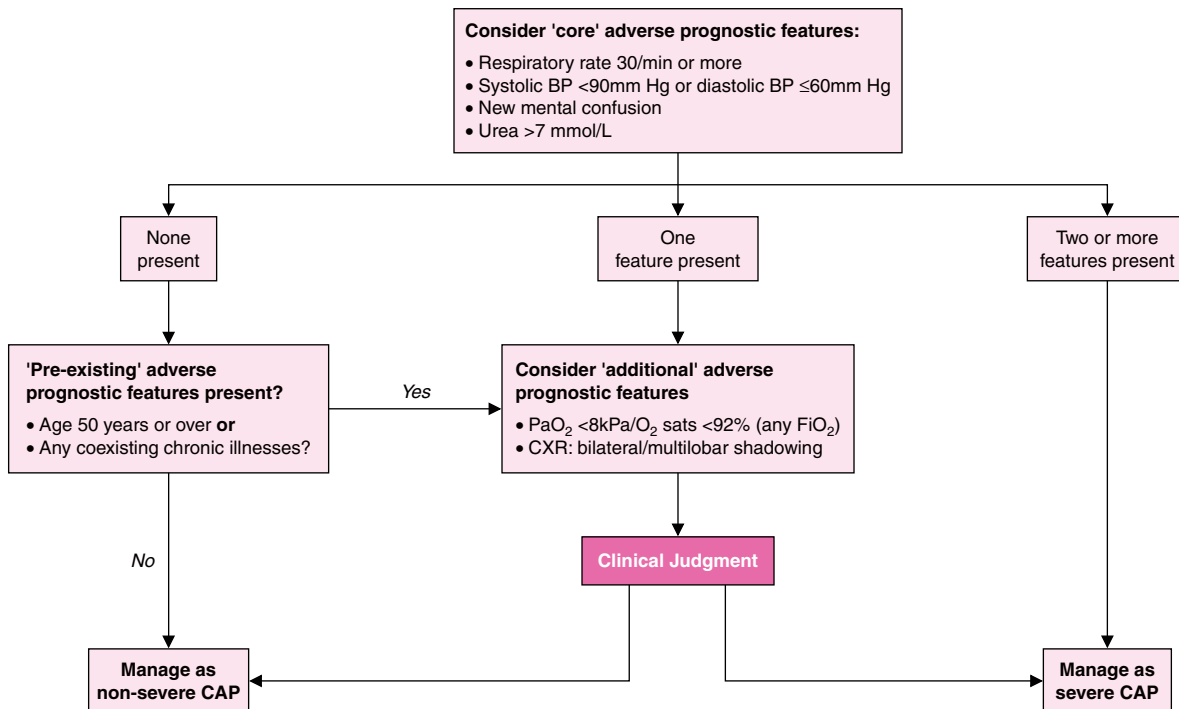 Consider 'core' adverse prognostic features:
• Respiratory rate 30/min or more
• Systolic BP <90mm Hg or diastolic BP ≤60mm Hg
• New mental confusion
• Urea >7 mmol/L
None
present
One
feature present
Two or more
features present
'Pre-existing' adverse
prognostic features present?
• Age 50 years or over or
• Any coexisting chronic illnesses?
Yes
Consider 'additional' adverse
prognostic features
• PaO₂ <8kPa/O₂ sats <92% (any FiO₂)
• CXR: bilateral/multilobar shadowing
No
Clinical Judgment
Manage as
non-severe CAP
Manage as
severe CAP